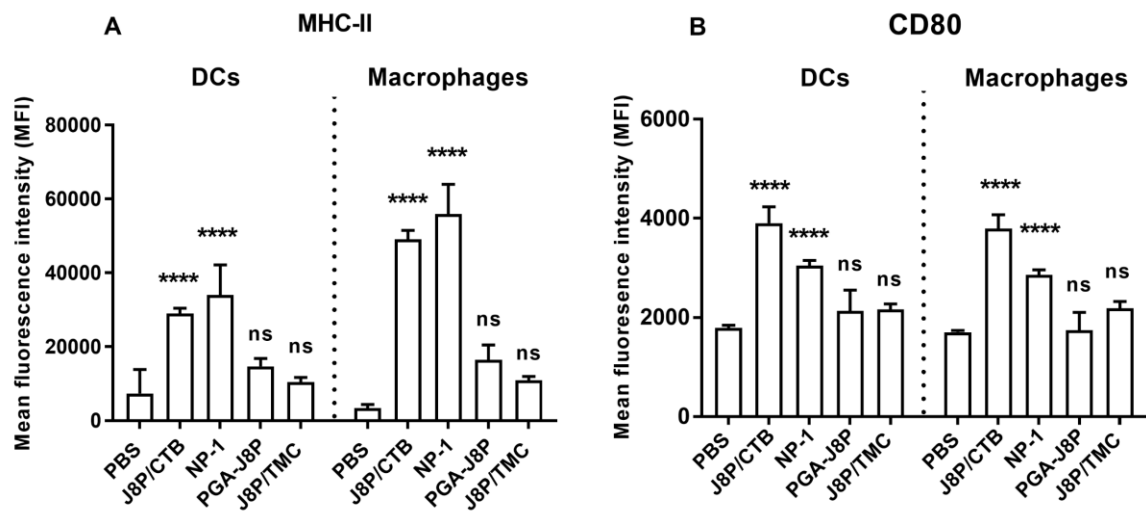 A
MHC-II
DCs
Macrophages
Mean fluorescence intensity (MFI)
80000
60000
40000
20000
0
****
****
ns
ns
****
****
ns
ns
PBS
J8P/CTB
NP-1
PGA-J8P
J8P/TMC
PBS
J8P/CTB
NP-1
PGA-J8P
J8P/TMC
B
CD80
DCs
Macrophages
Mean fluoresence intensity (MFI)
6000
4000
2000
0
****
****
ns
ns
****
****
ns
ns
PBS
J8P/CTB
NP-1
PGA-J8P
J8P/TMC
PBS
J8P/CTB
NP-1
PGA-J8P
J8P/TMC